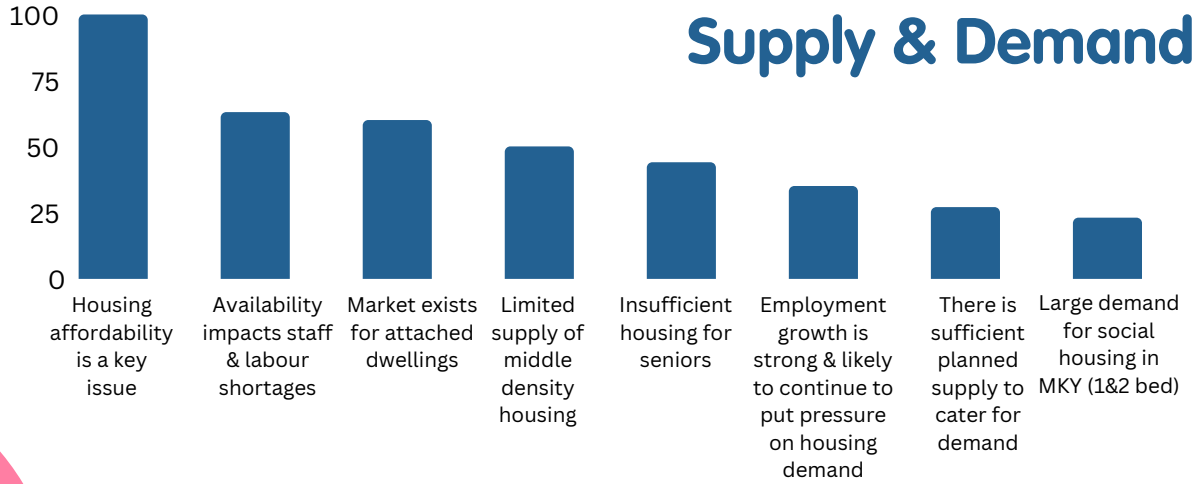 Supply & Demand
100
75
50
25
0
Housing
affordability
is a key
issue
Availability
impacts staff
& labour
shortages
Market exists
for attached
dwellings
Limited
supply of
middle
density
housing
Insufficient
housing for
seniors
Employment
growth is
strong & likely
to continue to
put pressure
on housing
demand
There is
sufficient
planned
supply to
cater for
demand
Large demand
for social
housing in
MKY (1&2 bed)